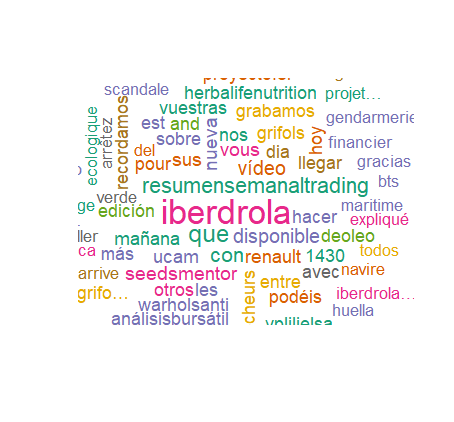 scandale herbalifenutrition projet…
vuestras grabamos
est and gendarmerie
ecologique arrêtez recordamos sobre nueva nos grifols hoy financier
del pour sus vous dia llegar gracias
vídeo
resumensemanaltrading bts
verde
ge edición iberdrola hacer maritime
expliqué
ller mañana que disponible deoleo
ca más ucam con renault 1430 todos
arrive seedsmentor avec navire
grifo… otros les cheurs entre podéis iberdrola…
warholsanti huella
análisisbursátil